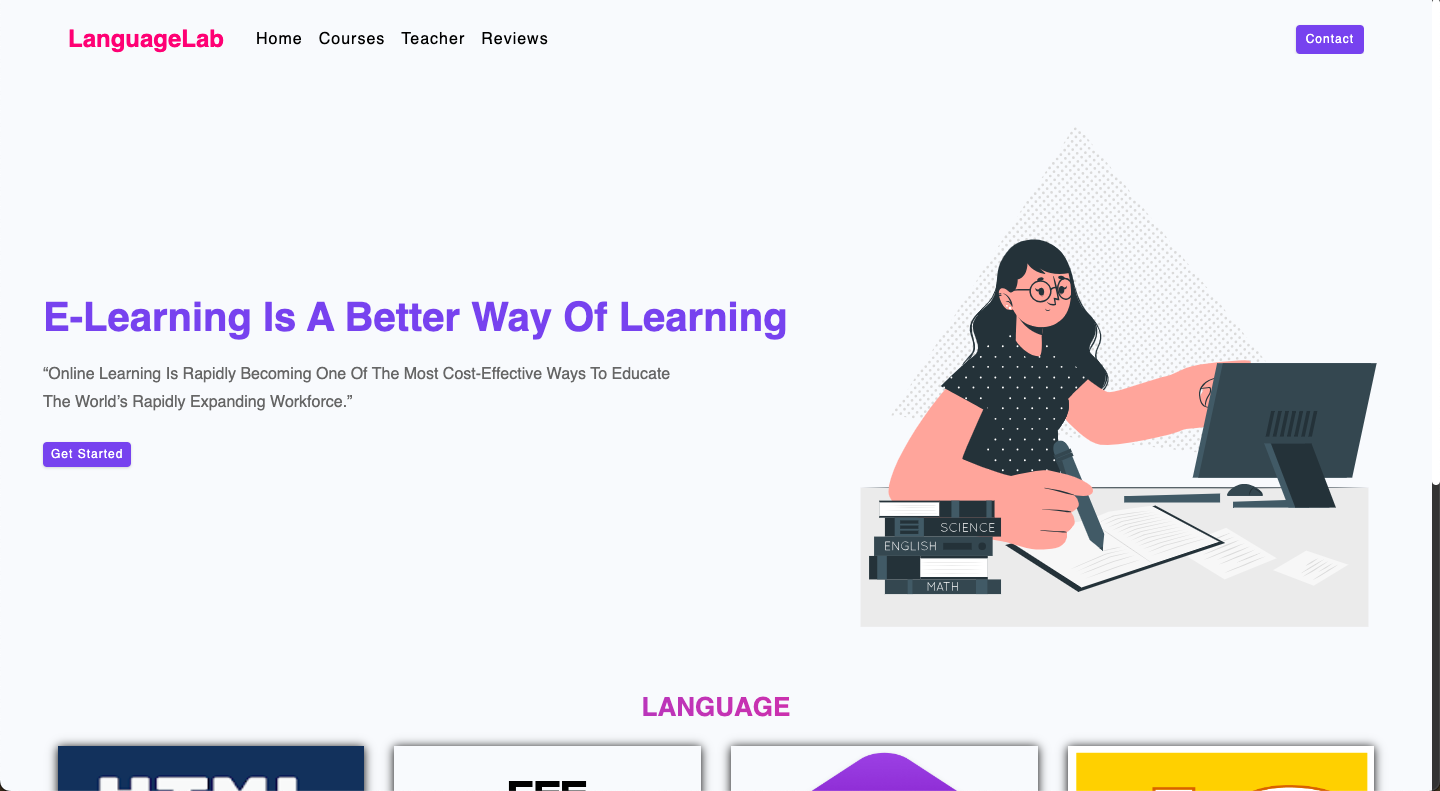 LanguageLab Home Courses Teacher Reviews Contact
E-Learning Is A Better Way Of Learning
“Online Learning Is Rapidly Becoming One Of The Most Cost-Effective Ways To Educate
The World’s Rapidly Expanding Workforce.”
Get Started
SCIENCE
ENGLISH
MATH
LANGUAGE
HTML